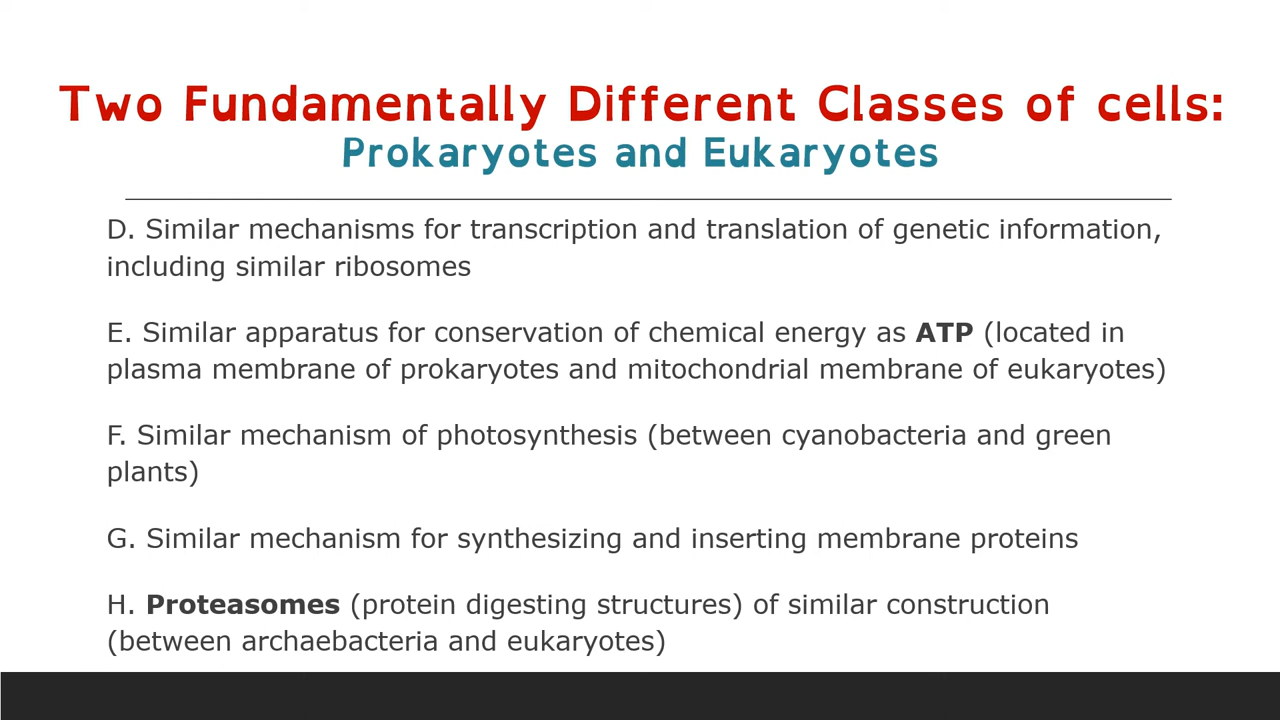 Two Fundamentally Different Classes of cells:
Prokaryotes and Eukaryotes
D. Similar mechanisms for transcription and translation of genetic information,
including similar ribosomes
E. Similar apparatus for conservation of chemical energy as ATP (located in
plasma membrane of prokaryotes and mitochondrial membrane of eukaryotes)
F. Similar mechanism of photosynthesis (between cyanobacteria and green
plants)
G. Similar mechanism for synthesizing and inserting membrane proteins
H. Proteasomes (protein digesting structures) of similar construction
(between archaebacteria and eukaryotes)